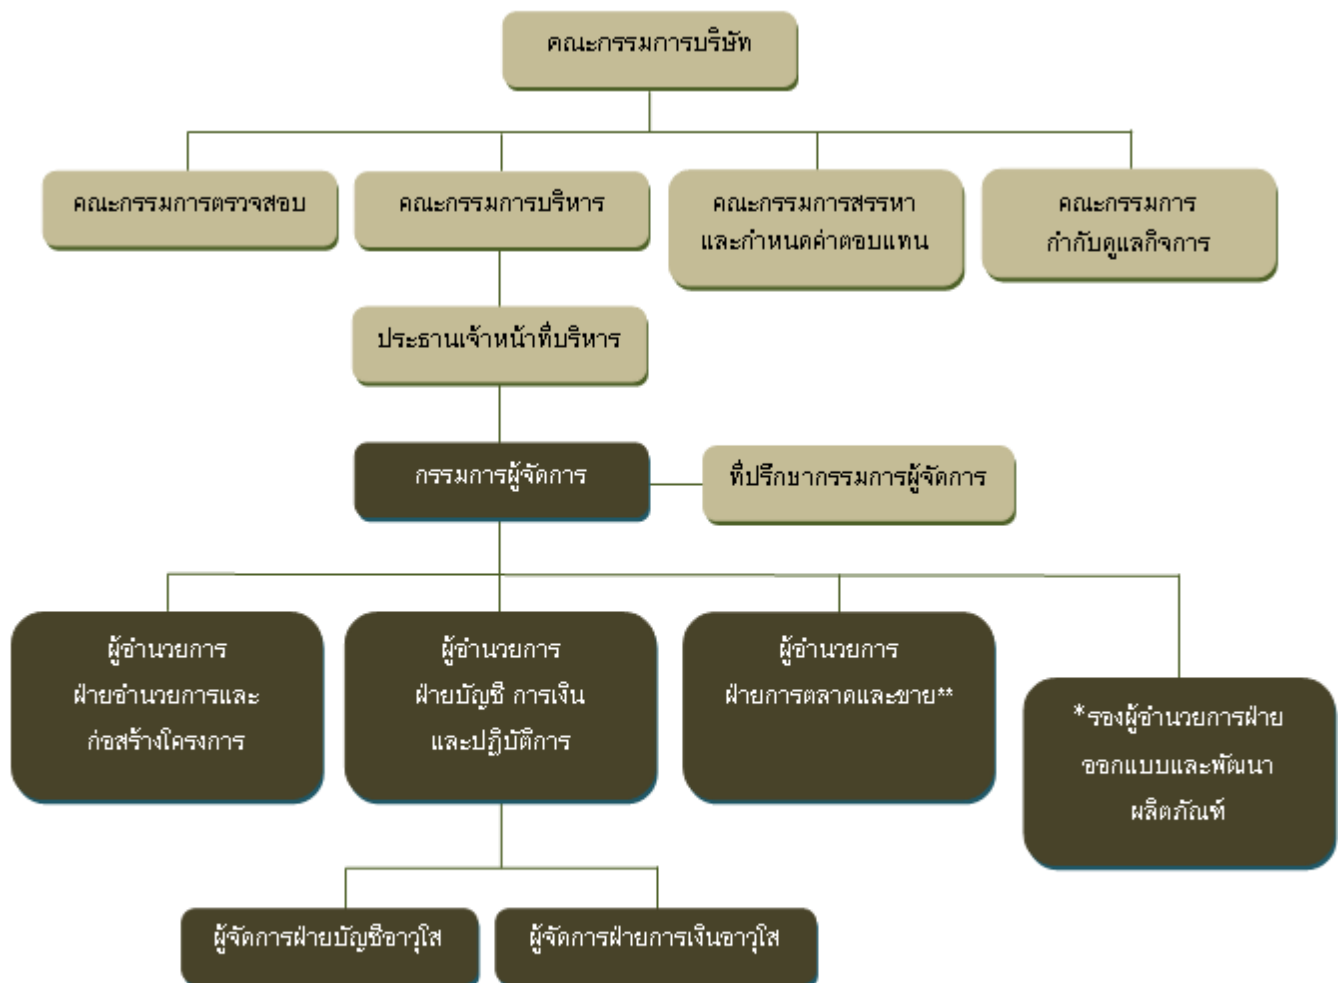 คณะกรรมการบริษัท
คณะกรรมการตรวจสอบ
คณะกรรมการบริหาร
คณะกรรมการสรรหา
และกำหนดค่าตอบแทน
คณะกรรมการ
กำกับดูแลกิจการ
ประธานเจ้าหน้าที่บริหาร
กรรมการผู้จัดการ
ที่ปรึกษากรรมการผู้จัดการ
ผู้อำนวยการ
ฝ่ายอำนวยการและ
ก่อสร้างโครงการ
ผู้อำนวยการ
ฝ่ายบัญชี การเงิน
และปฏิบัติการ
ผู้อำนวยการ
ฝ่ายการตลาดและขาย**
*รองผู้อำนวยการฝ่าย
ออกแบบและพัฒนา
ผลิตภัณฑ์
ผู้จัดการฝ่ายบัญชีอาวุโส
ผู้จัดการฝ่ายการเงินอาวุโส